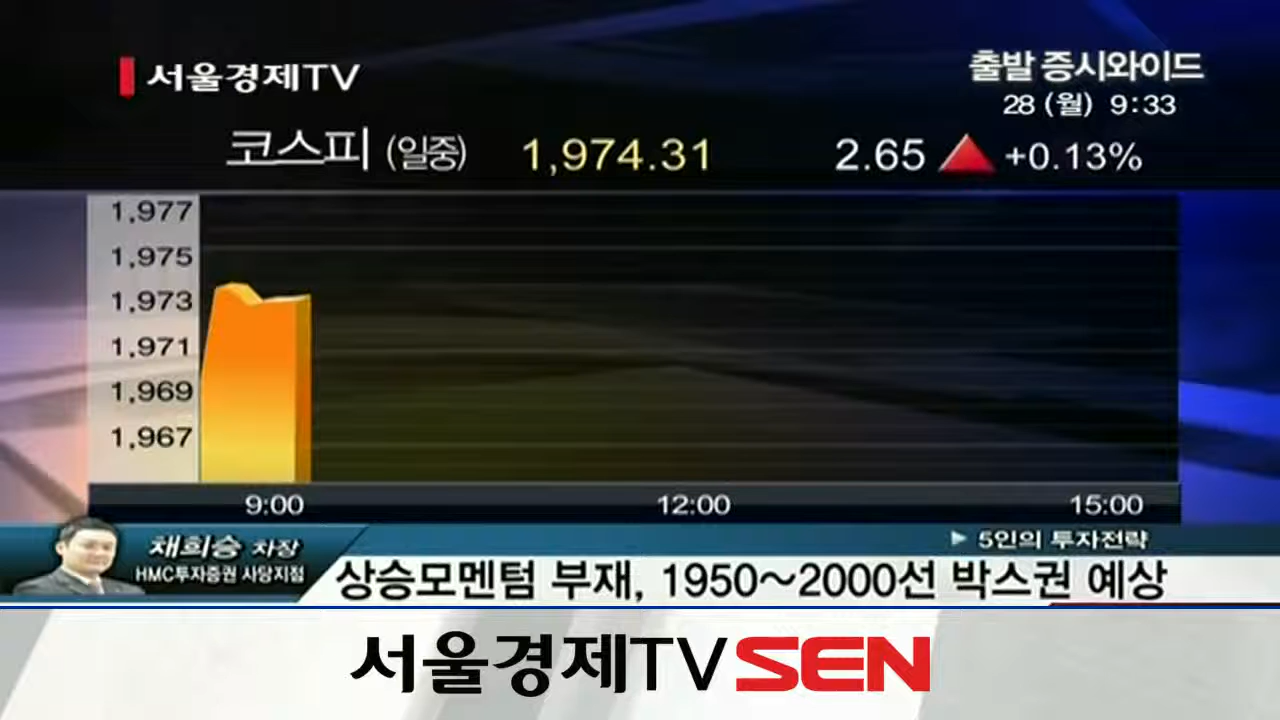 서울경제TV
출발 증시와이드
28 (월) 9:33
코스피 (일중) 1,974.31 2.65 ▲ +0.13%
1,977
1,975
1,973
1,971
1,969
1,967
9:00 12:00 15:00
채희승 차장
HMC투자증권 사당지점
▶ 5인의 투자전략
상승모멘텀 부재, 1950~2000선 박스권 예상
서울경제TV SEN